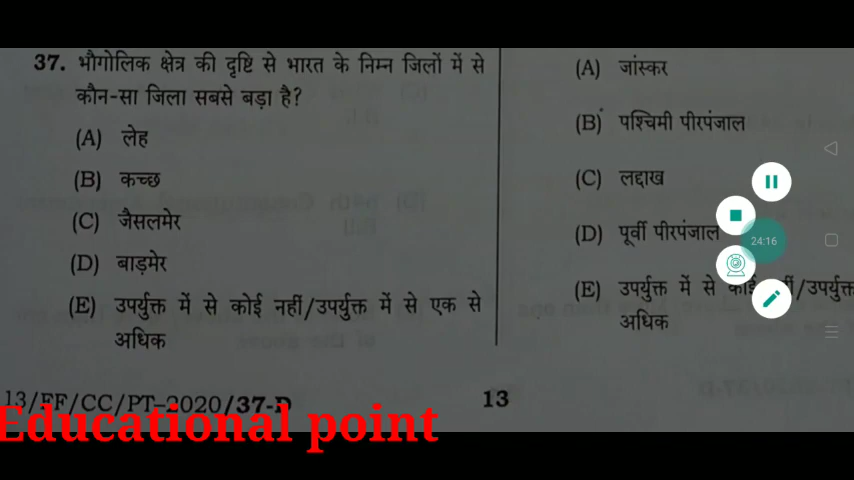 37. भौगोलिक क्षेत्र की दृष्टि से भारत के निम्न जिलों में से
कौन-सा जिला सबसे बड़ा है?
(A) लेह
(B) कच्छ
(C) जैसलमेर
(D) बाड़मेर
(E) उपर्युक्त में से कोई नहीं/उपर्युक्त में से एक से
अधिक
(A) जांस्कर
(B) पश्चिमी पीरपंजाल
(C) लद्दाख
(D) पूर्वी पीरपंजाल
(E) उपर्युक्त में से /उपर्युक्त
अधिक
24:16
13/FF/CC/PT–2020/37-D
13
Educational point